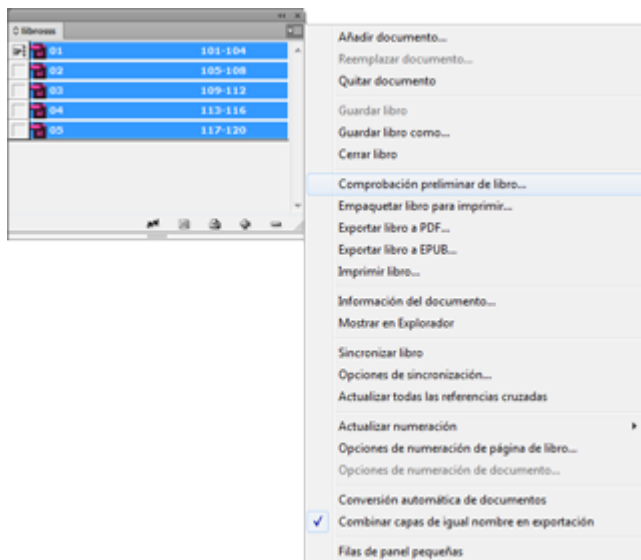 librosss
01 101-104
02 105-108
03 109-112
04 113-116
05 117-120
Añadir documento...
Reemplazar documento...
Quitar documento
Guardar libro
Guardar libro como...
Cerrar libro
Comprobación preliminar de libro...
Empaquetar libro para imprimir...
Exportar libro a PDF...
Exportar libro a EPUB...
Imprimir libro...
Información del documento...
Mostrar en Explorador
Sincronizar libro
Opciones de sincronización...
Actualizar todas las referencias cruzadas
Actualizar numeración
Opciones de numeración de página de libro...
Opciones de numeración de documento...
Conversión automática de documentos
Combinar capas de igual nombre en exportación
Filas de panel pequeñas